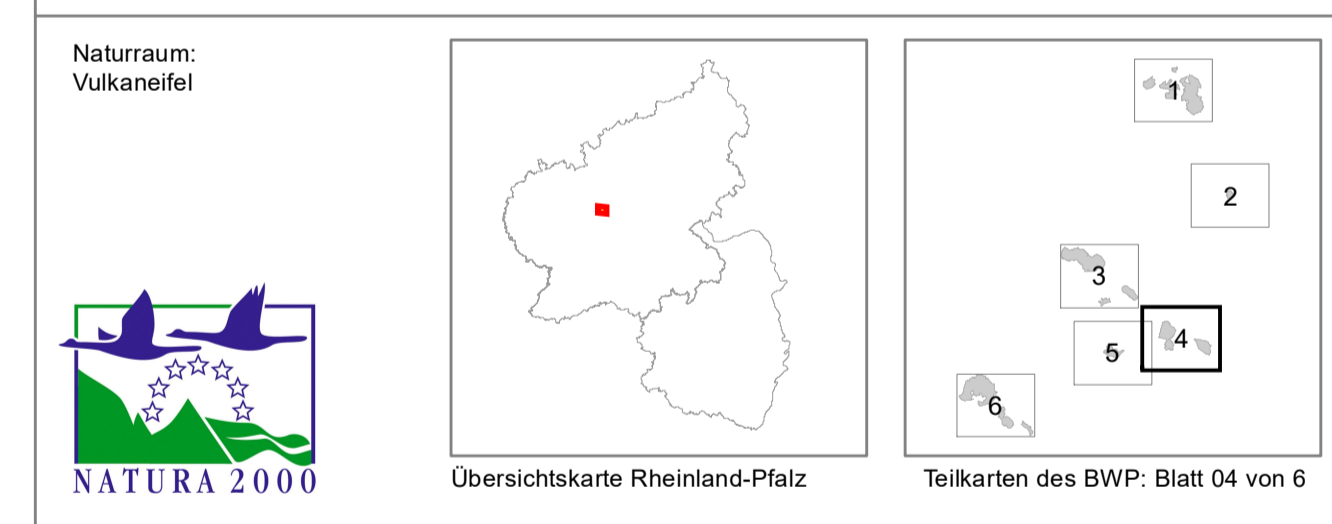 Naturraum:
Vulkaneifel
1
2
3
4
5
6
NATURA 2000
Übersichtskarte Rheinland-Pfalz
Teilkarten des BWP: Blatt 04 von 6